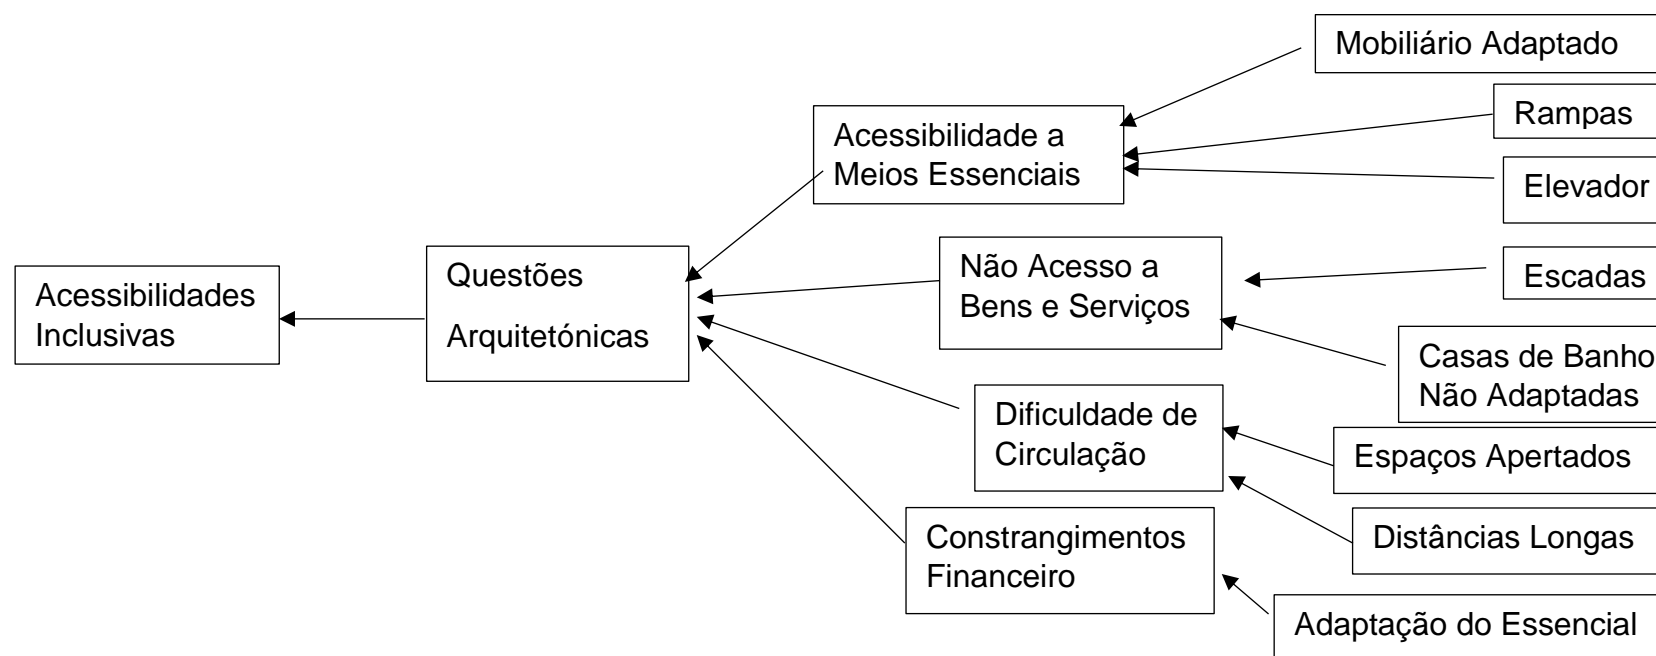 Mobiliário Adaptado
Rampas
Acessibilidade a
Meios Essenciais
Elevador
Questões
Arquitetónicas
Não Acesso a
Bens e Serviços
Escadas
Acessibilidades
Inclusivas
Casas de Banho
Não Adaptadas
Dificuldade de
Circulação
Espaços Apertados
Constrangimentos
Financeiro
Distâncias Longas
Adaptação do Essencial